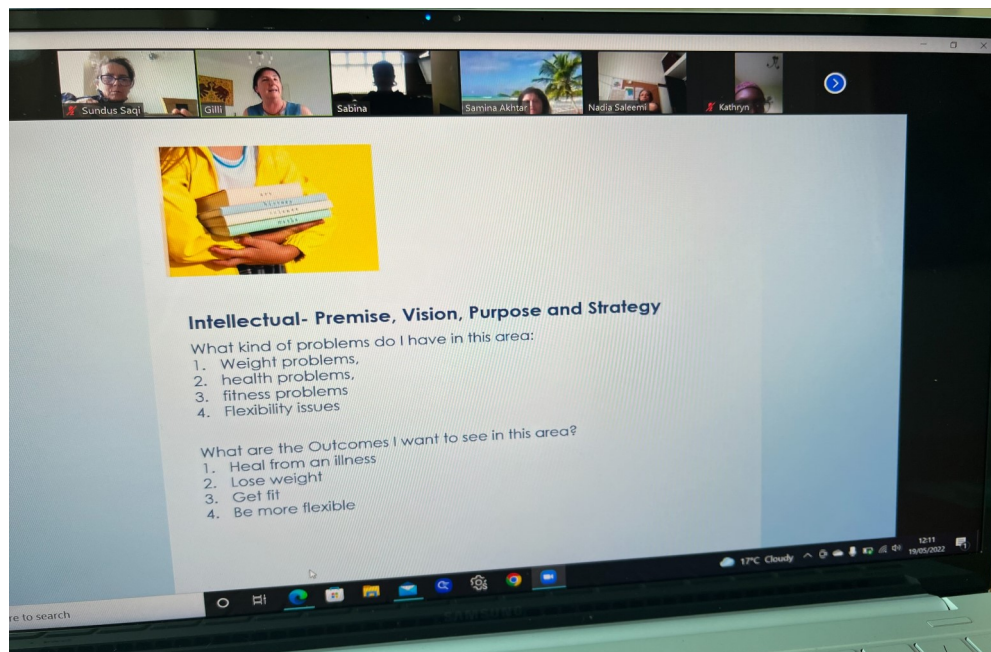 Sundus Saqi
Gilli
Sabina
Samina Akhtar
Nadia Saleemi
Kathryn
history
science
maths
Intellectual- Premise, Vision, Purpose and Strategy
What kind of problems do I have in this area:
1. Weight problems,
2. health problems,
3. fitness problems
4. Flexibility issues
What are the Outcomes I want to see in this area?
1. Heal from an illness
2. Lose weight
3. Get fit
4. Be more flexible
17°C Cloudy
12:11
19/05/2022
re to search